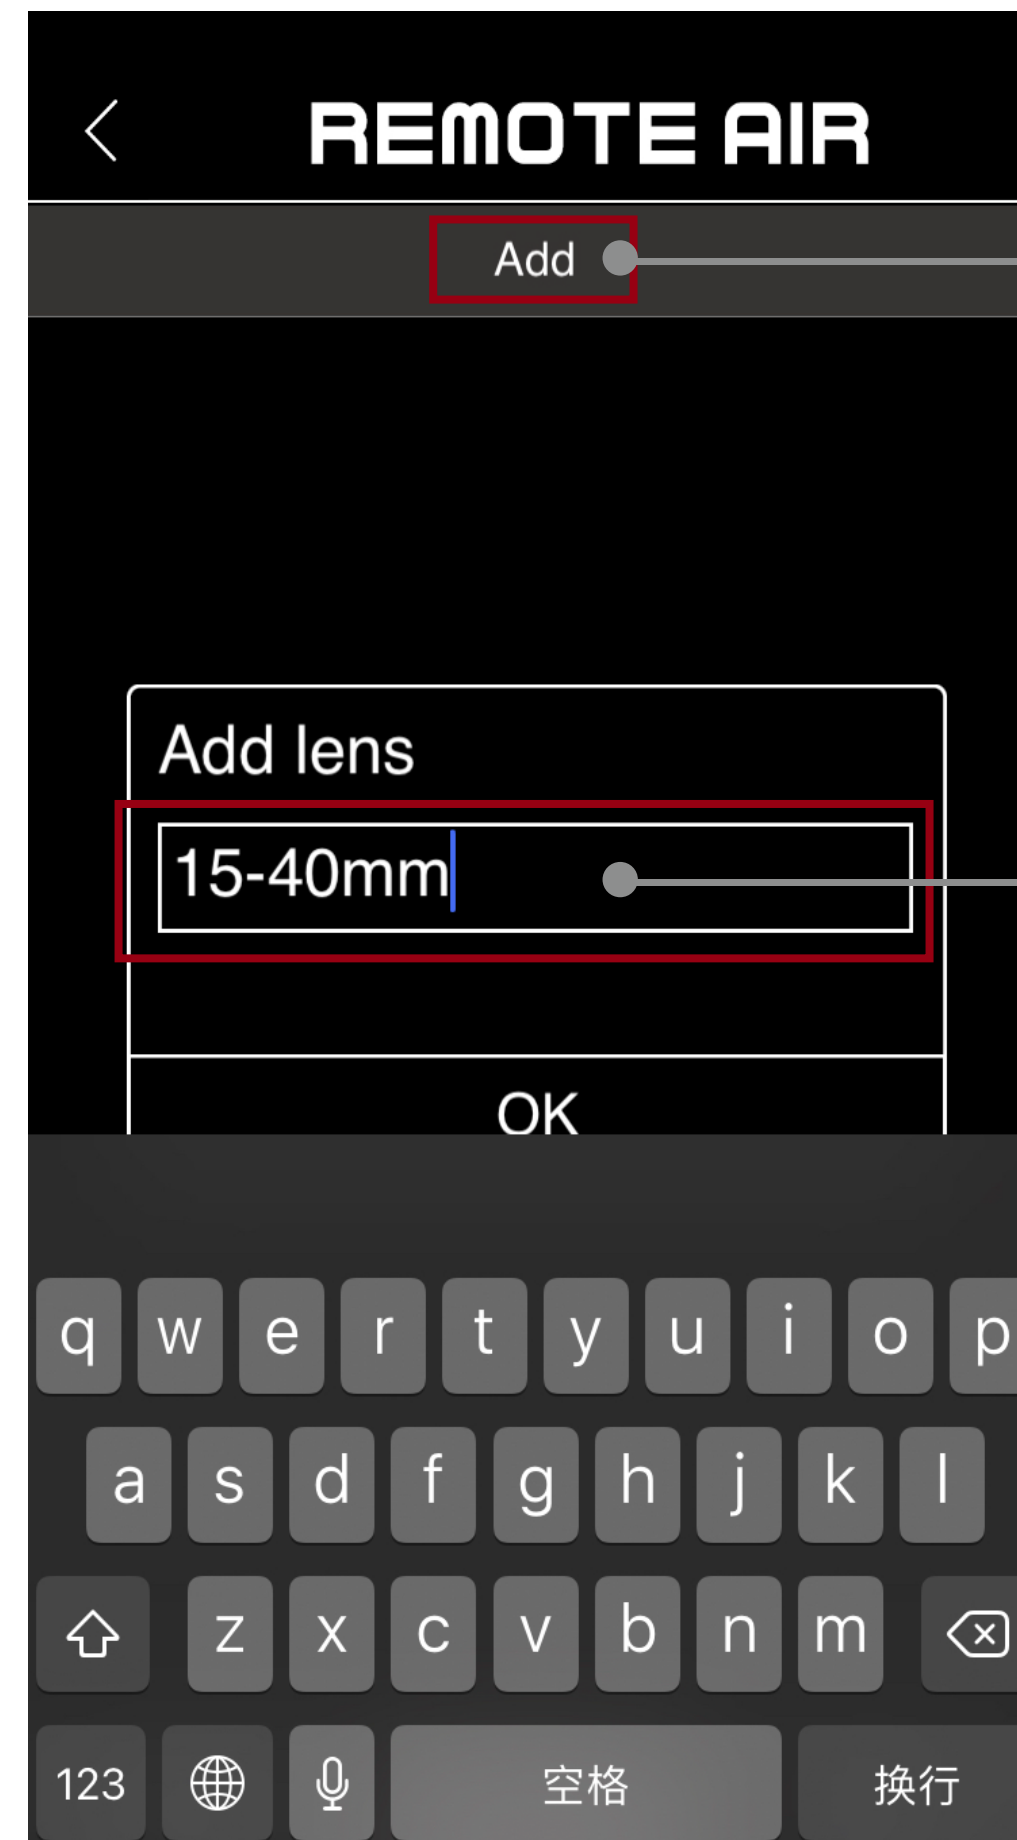 REMOTE AIR
Add
Add lens
15-40mm
OK
q w e r t y u i o p
a s d f g h j k l
z x c v b n m
123 空格 换行